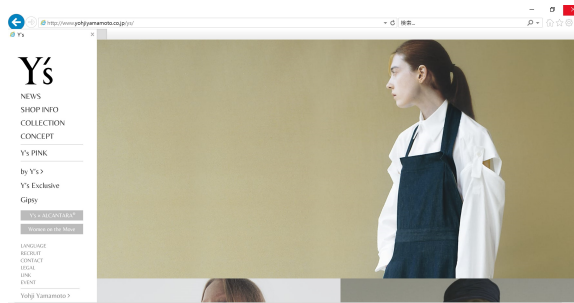 http://www.yohjiyamamoto.co.jp/ys/
検索...
Y's
Y's
NEWS
SHOP INFO
COLLECTION
CONCEPT
Y's PINK
by Y's >
Y's Exclusive
Gipsy
Y's × ALCANTARA®
Women on the Move
LANGUAGE
RECRUIT
CONTACT
LEGAL
LINK
EVENT
Yohji Yamamoto >